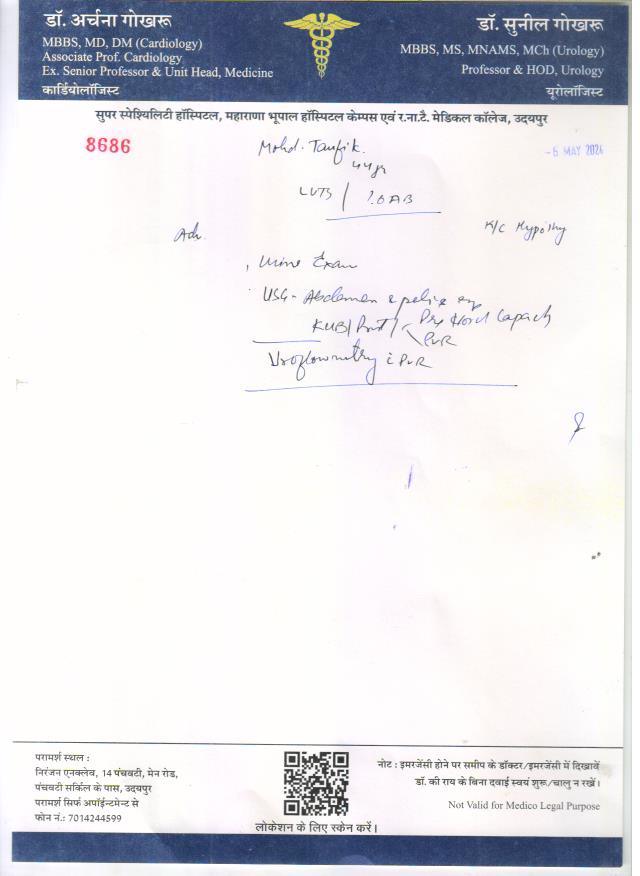 डॉ. अर्चना गोखरू
MBBS, MD, DM (Cardiology)
Associate Prof. Cardiology
Ex. Senior Professor & Unit Head, Medicine
कार्डियोलॉजिस्ट
डॉ. सुनील गोखरू
MBBS, MS, MNAMS, MCh (Urology)
Professor & HOD, Urology
यूरोलॉजिस्ट
सुपर स्पेश्यिलिटी हॉस्पिटल, महाराणा भूपाल हॉस्पिटल केम्पस एवं र.ना.टै. मेडिकल कॉलेज, उदयपुर
8686
Mohd. Taufik.
-6 MAY 2026
44yr
LUTS / ? OAB
K/C
Adv.
Urine Exam
USG - Abdomen & pelvis
KUB/Prost/ Capacity
PVR
Uroflowmetry c PVR
परामर्श स्थल :
निरंजन एनक्लेव, 14 पंचवटी, मेन रोड,
पंचवटी सर्किल के पास, उदयपुर
परामर्श सिर्फ अपॉईन्टमेन्ट से
फोन नं.: 7014244599
लोकेशन के लिए स्केन करें।
नोट : इमरजेंसी होने पर समीप के डॉक्टर/इमरजेंसी में दिखावें
डॉ. की राय के बिना दवाई स्वयं शुरू/चालु न रखें।
Not Valid for Medico Legal Purpose